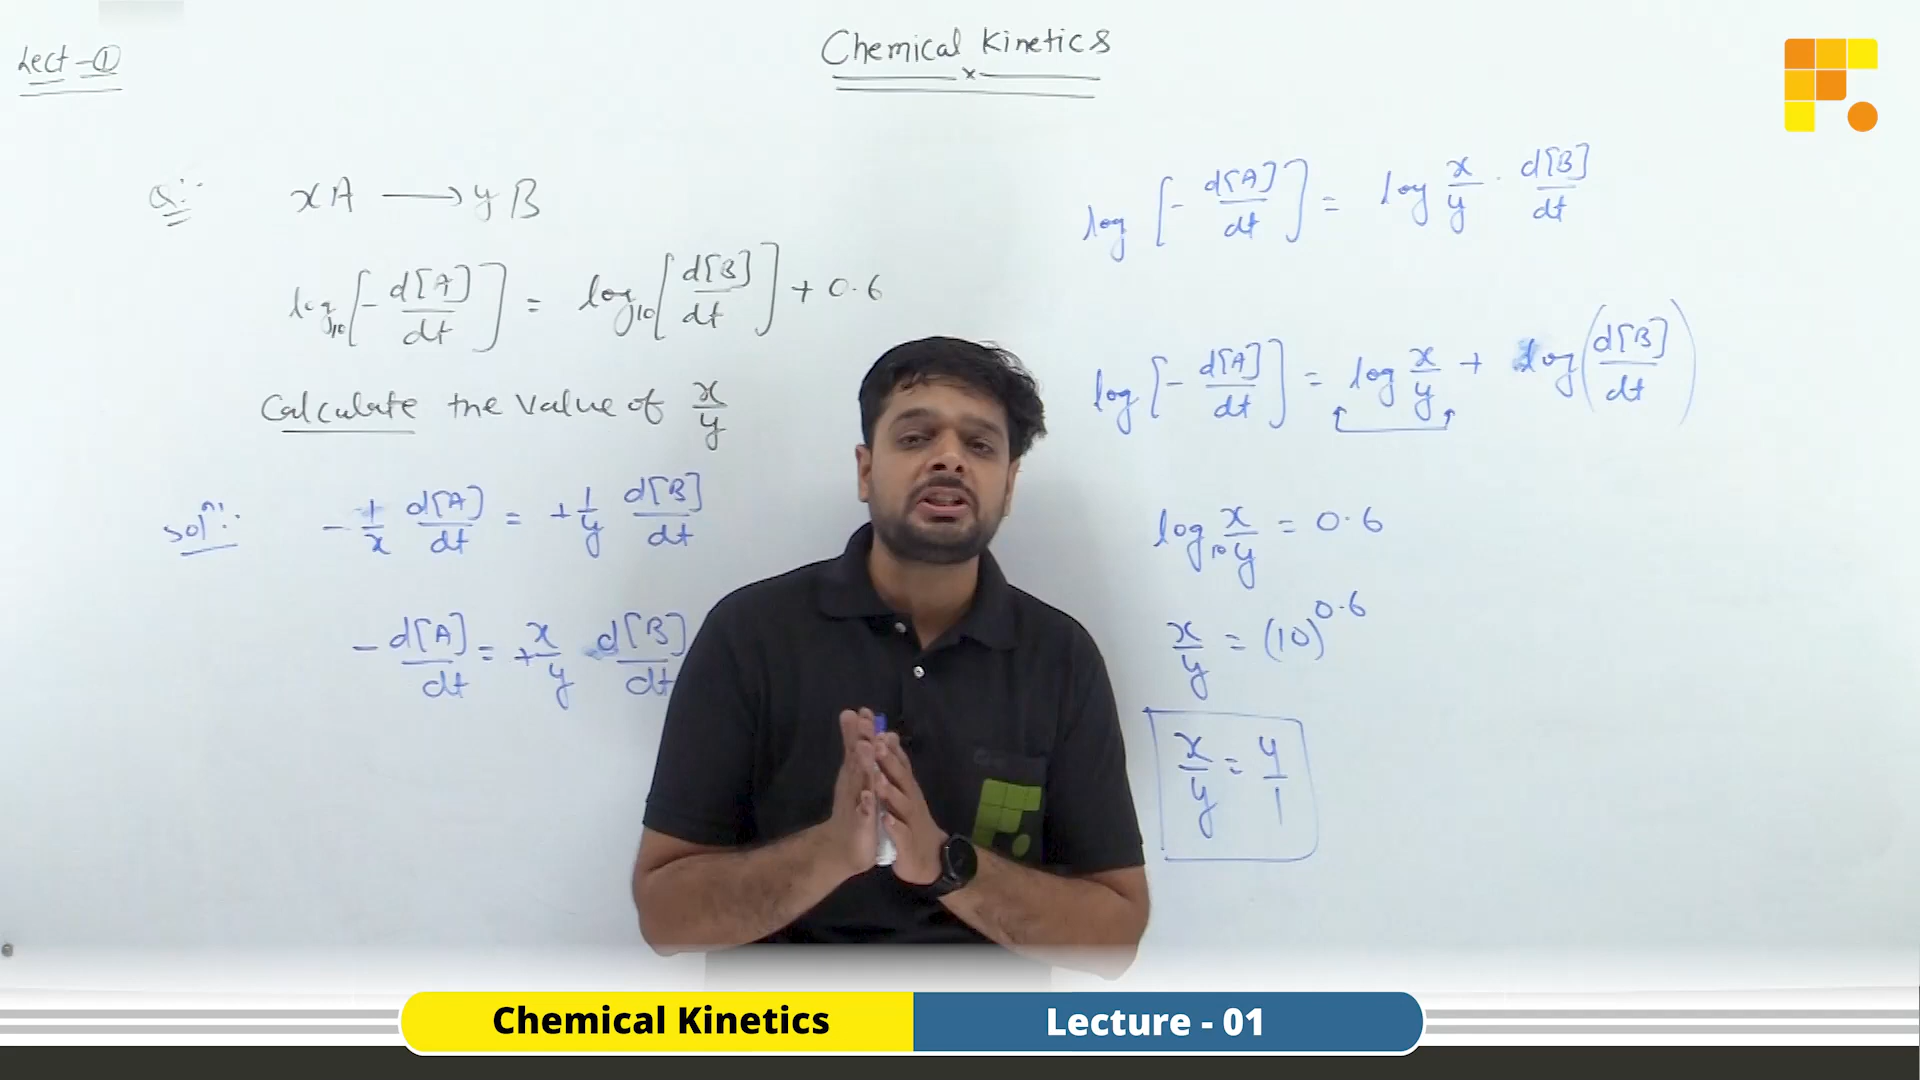 Lect-①
Chemical Kinetics
Q:- xA ⟶ yB
log₁₀[-d[A]/dt] = log₁₀[d[B]/dt] + 0.6
Calculate the value of x/y
Solⁿ:- -1/x d[A]/dt = +1/y d[B]/dt
-d[A]/dt = +x/y d[B]/dt
log[-d[A]/dt] = log x/y · d[B]/dt
log[-d[A]/dt] = log x/y + log(d[B]/dt)
log₁₀ x/y = 0.6
x/y = (10)^0.6
x/y = 4/1
Chemical Kinetics
Lecture - 01